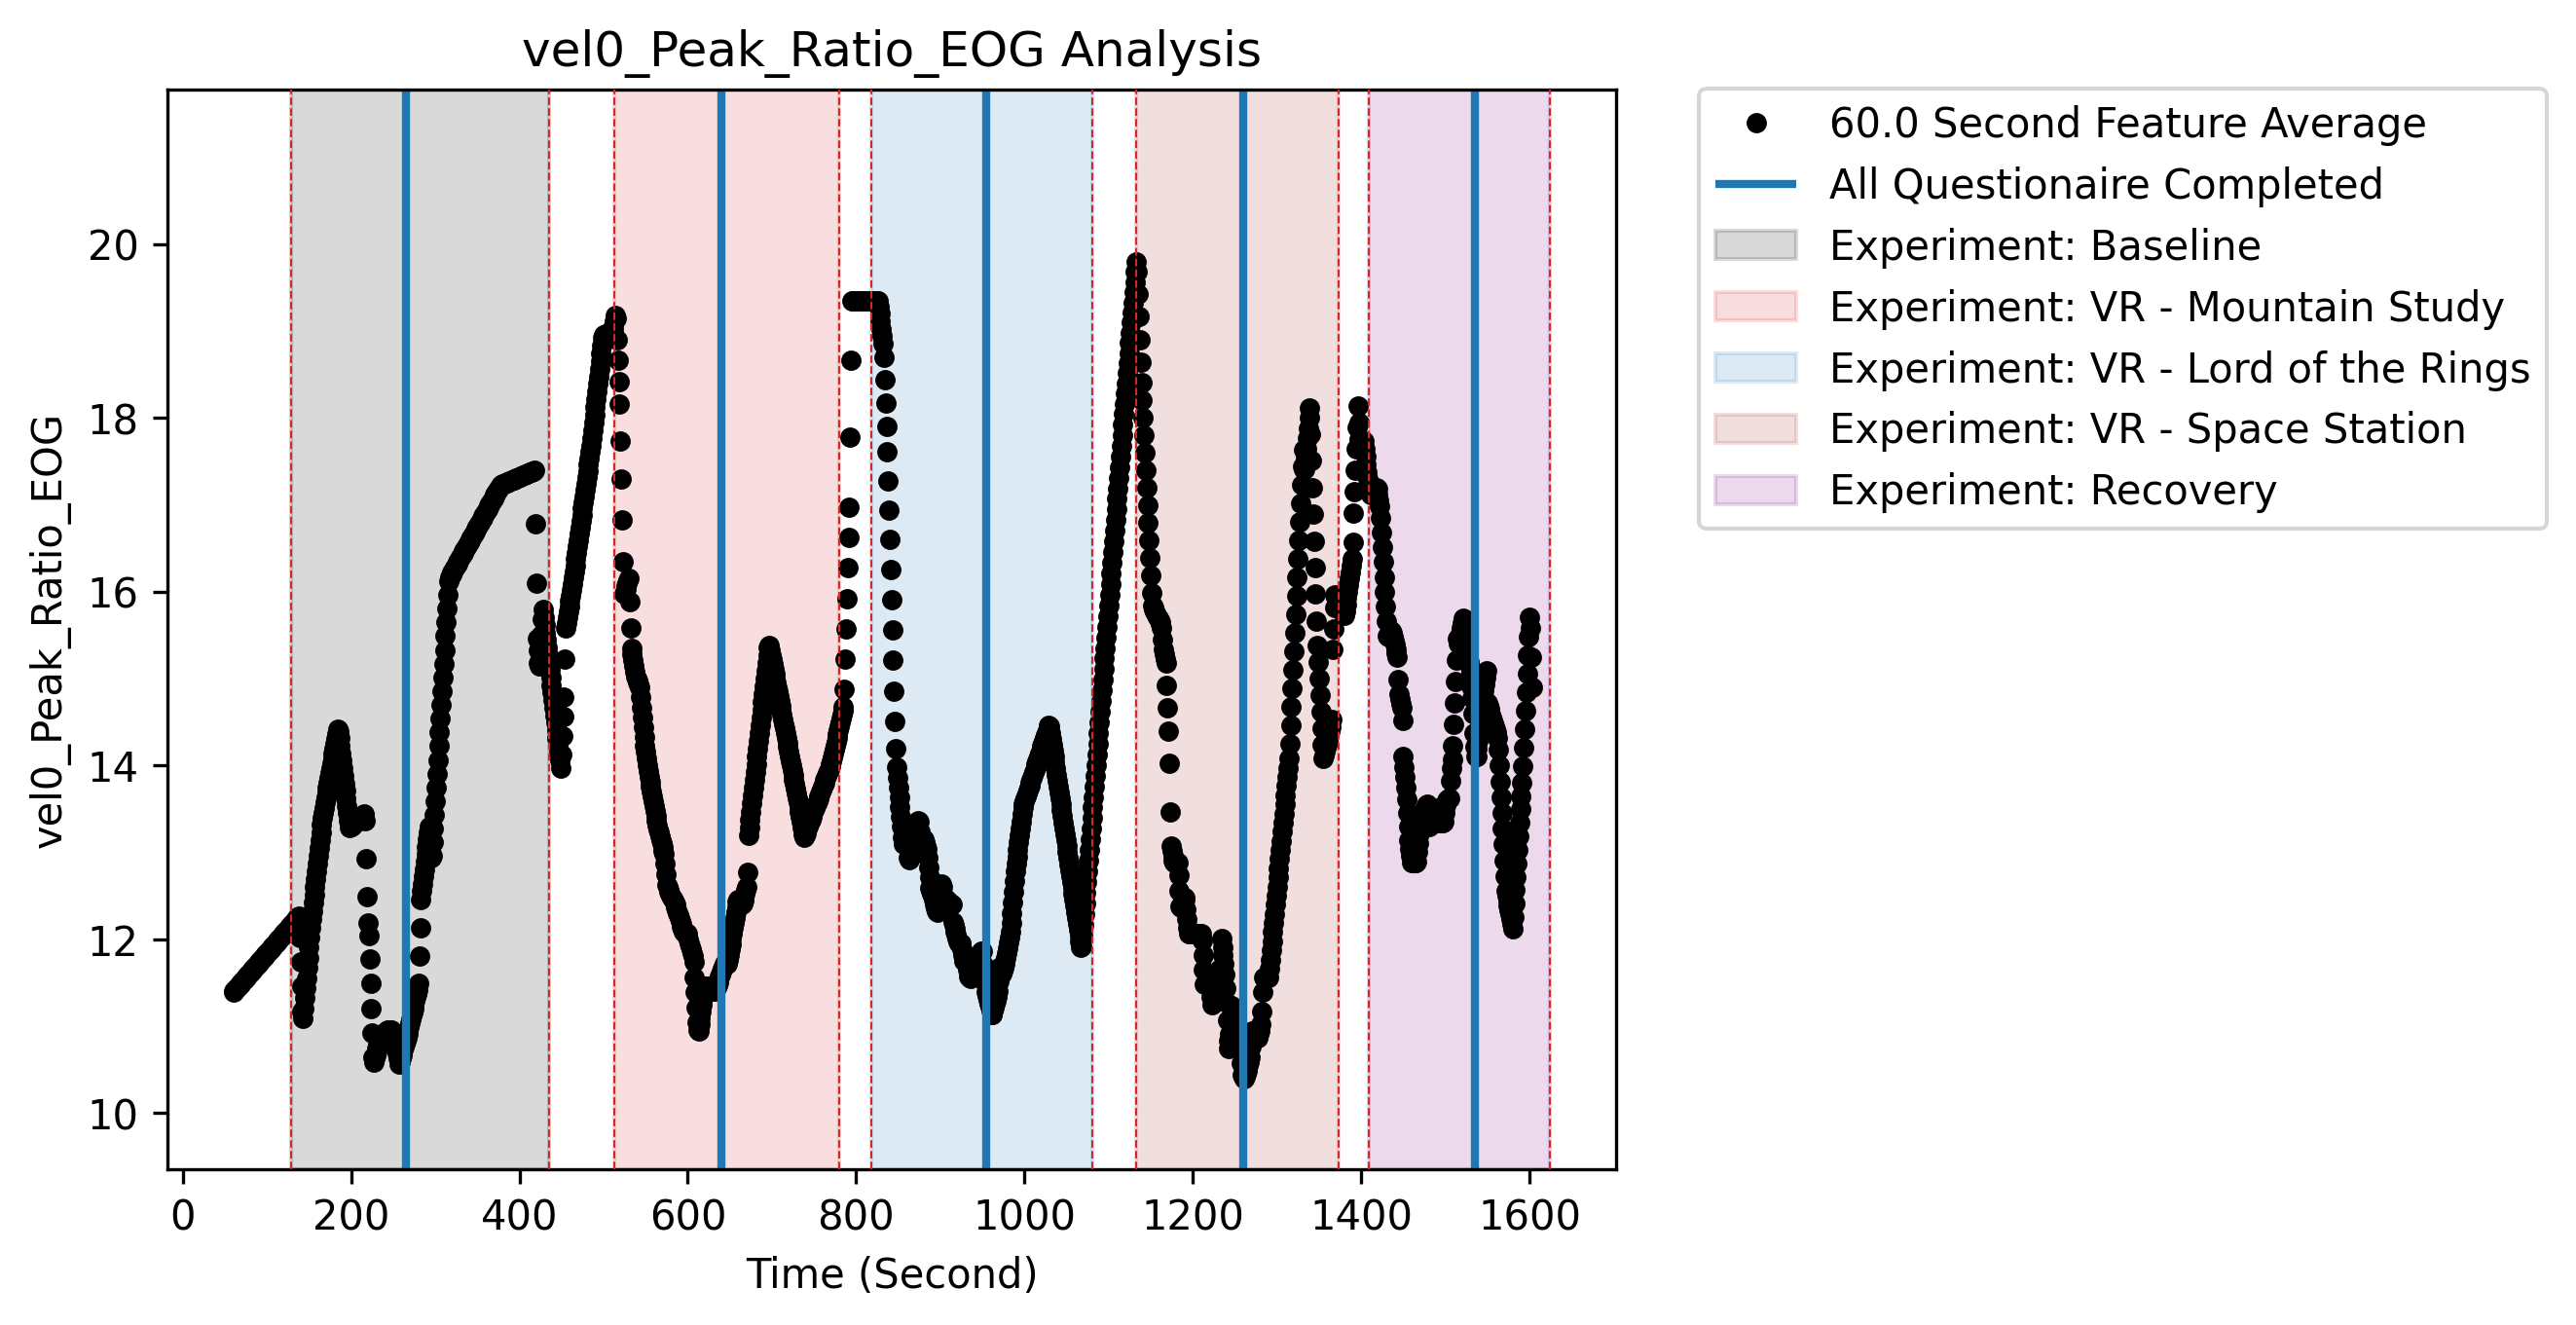 vel0_Peak_Ratio_EOG Analysis
vel0_Peak_Ratio_EOG
20
18
16
14
12
10
0 200 400 600 800 1000 1200 1400 1600
Time (Second)
60.0 Second Feature Average
All Questionaire Completed
Experiment: Baseline
Experiment: VR - Mountain Study
Experiment: VR - Lord of the Rings
Experiment: VR - Space Station
Experiment: Recovery